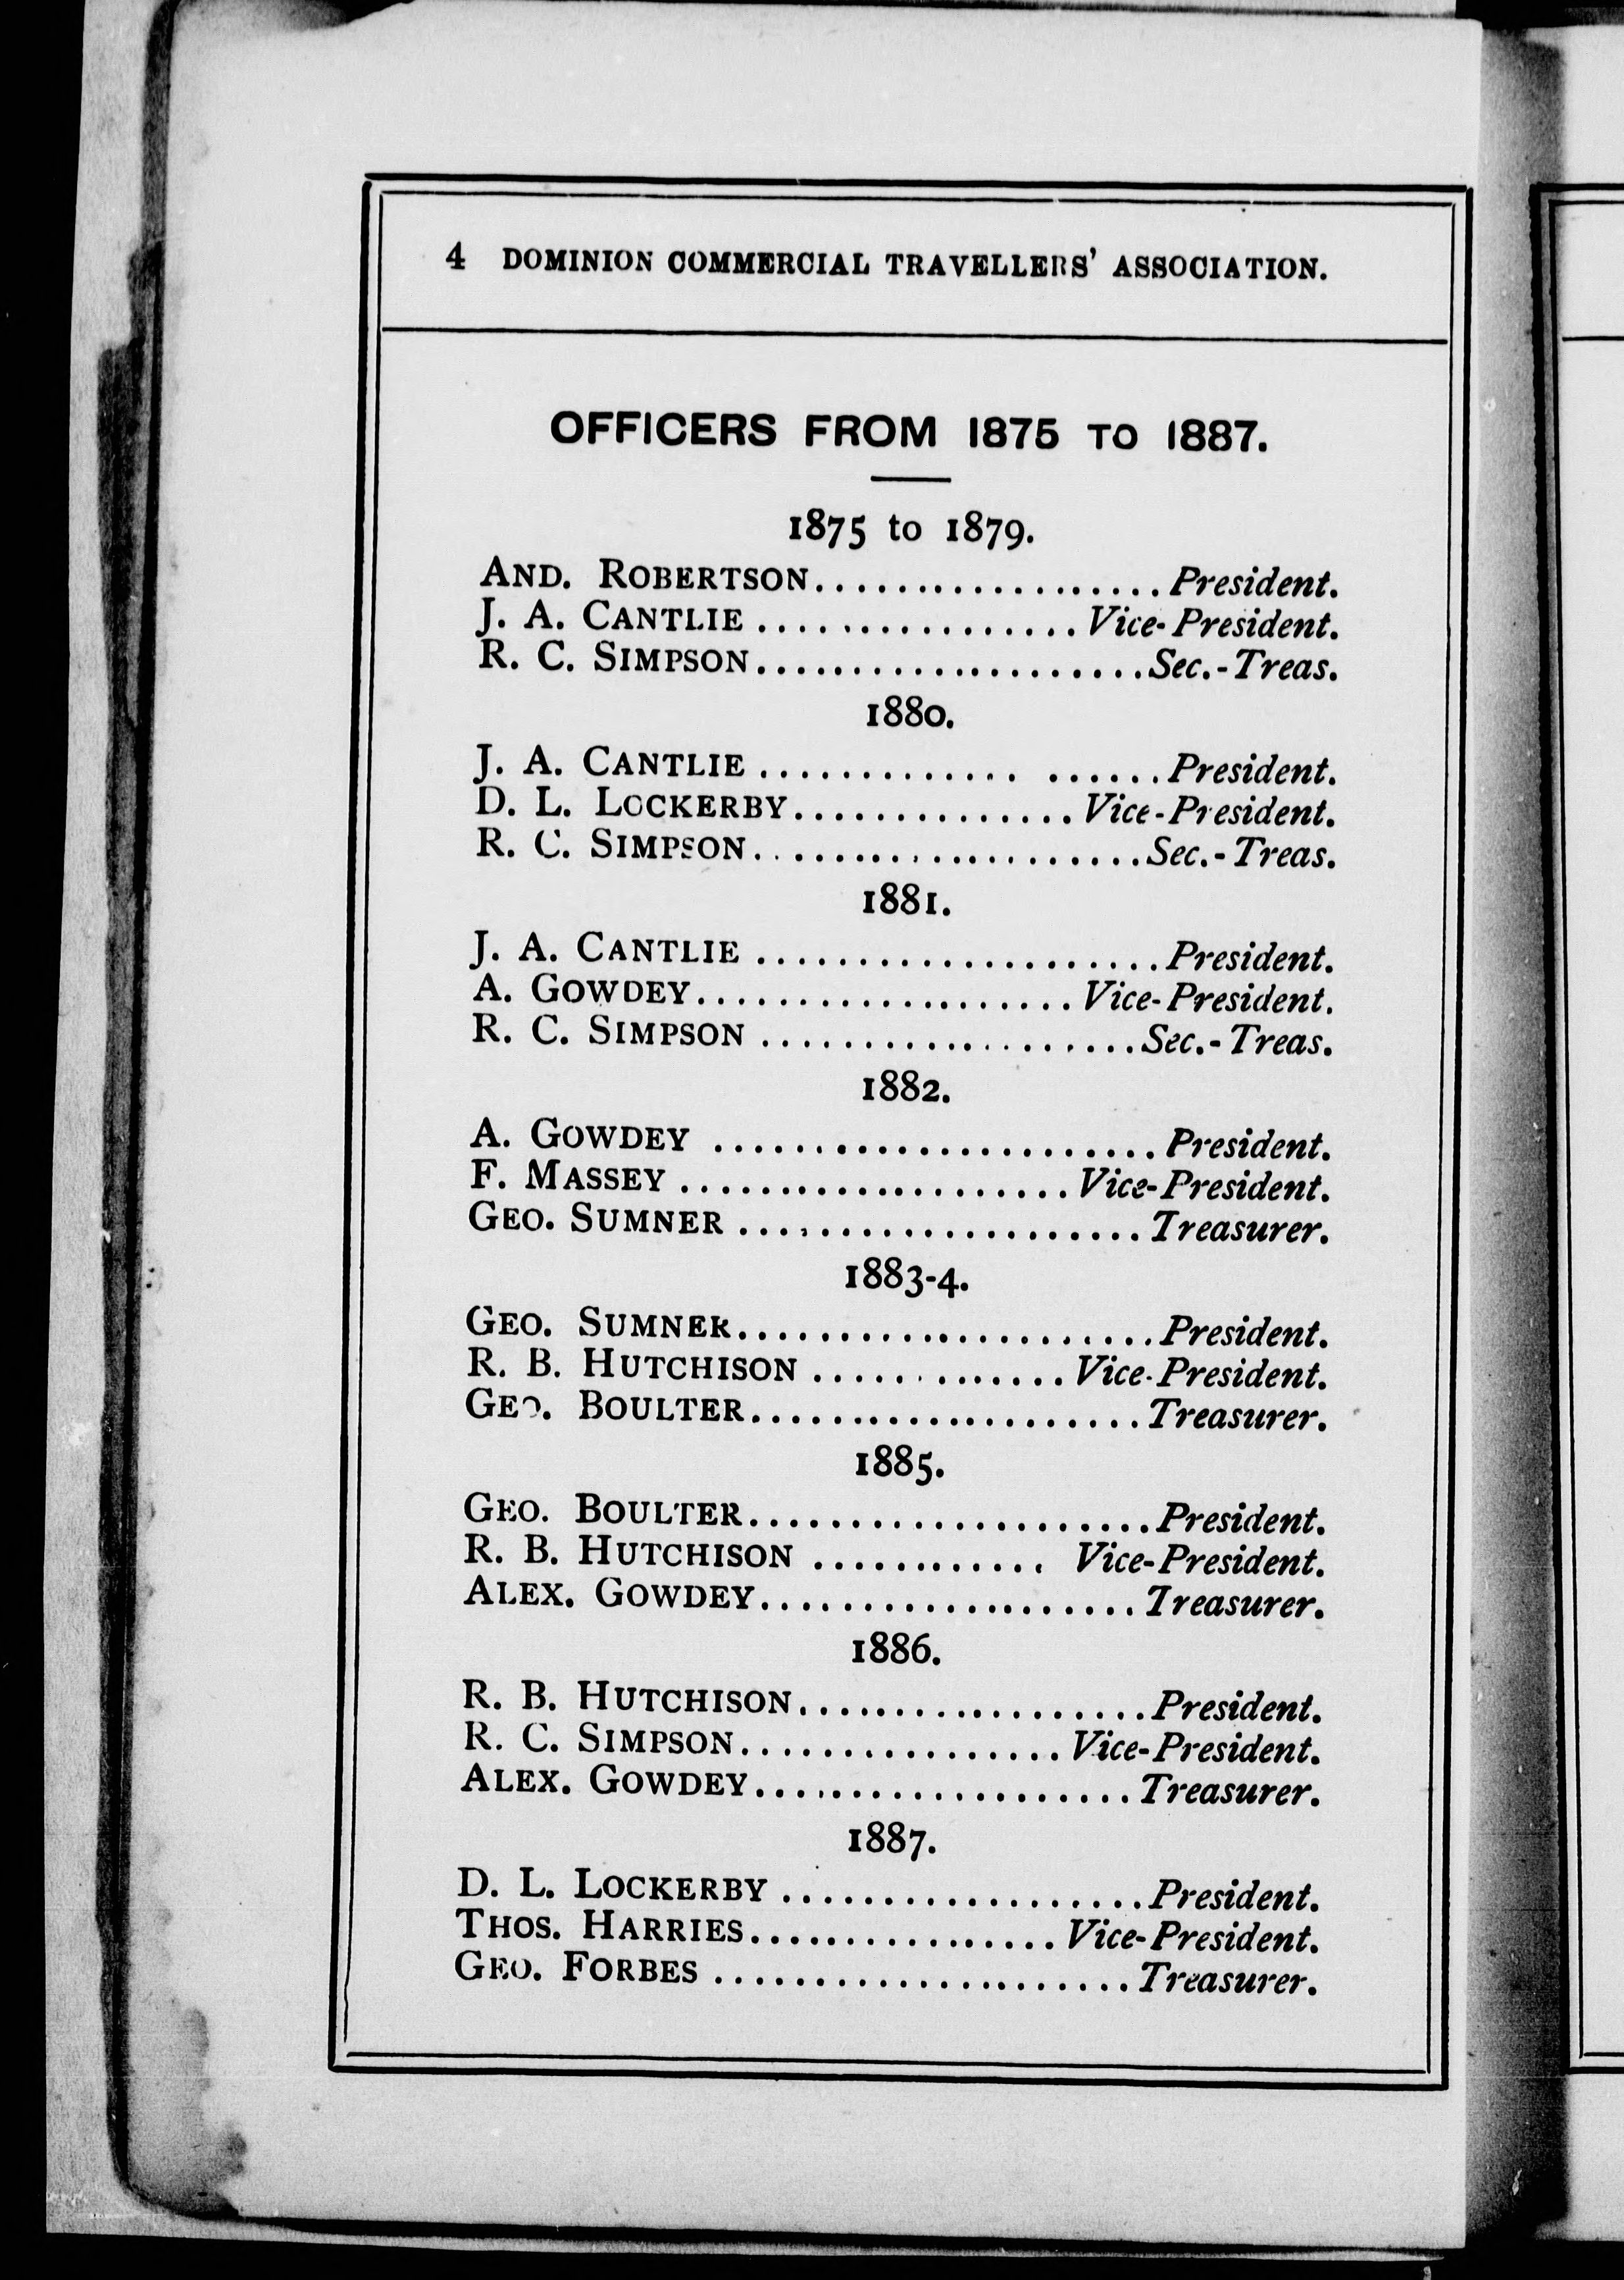 4 DOMINION COMMERCIAL TRAVELLERS' ASSOCIATION.
OFFICERS FROM 1875 TO 1887.
1875 to 1879.
AND. ROBERTSON.................. President.
J. A. CANTLIE ................ Vice-President.
R. C. SIMPSON................... Sec.-Treas.
1880.
J. A. CANTLIE ............. ...... President.
D. L. LOCKERBY.............. Vice-President.
R. C. SIMPSON................... Sec.-Treas.
1881.
J. A. CANTLIE .................... President.
A. GOWDEY................... Vice-President.
R. C. SIMPSON ................... Sec.-Treas.
1882.
A. GOWDEY ...................... President.
F. MASSEY .................... Vice-President.
GEO. SUMNER .................... Treasurer.
1883-4.
GEO. SUMNER..................... President.
R. B. HUTCHISON ............. Vice-President.
GEO. BOULTER.................... Treasurer.
1885.
GEO. BOULTER.................... President.
R. B. HUTCHISON ............ Vice-President.
ALEX. GOWDEY................... Treasurer.
1886.
R. B. HUTCHISON.................. President.
R. C. SIMPSON................ Vice-President.
ALEX. GOWDEY................... Treasurer.
1887.
D. L. LOCKERBY .................. President.
THOS. HARRIES............... Vice-President.
GEO. FORBES ..................... Treasurer.